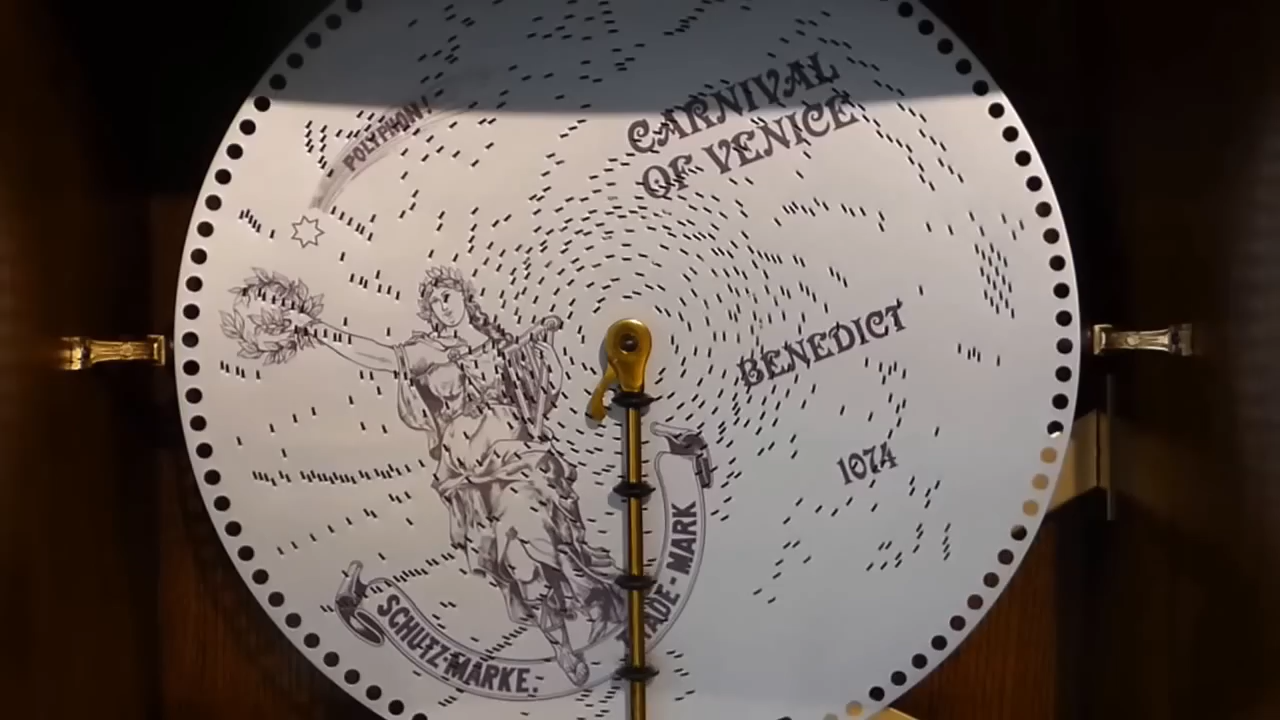 POLYPHON!
CARNIVAL
OF VENICE
BENEDICT
1074
SCHUTZ-MARKE.
TRADE-MARK